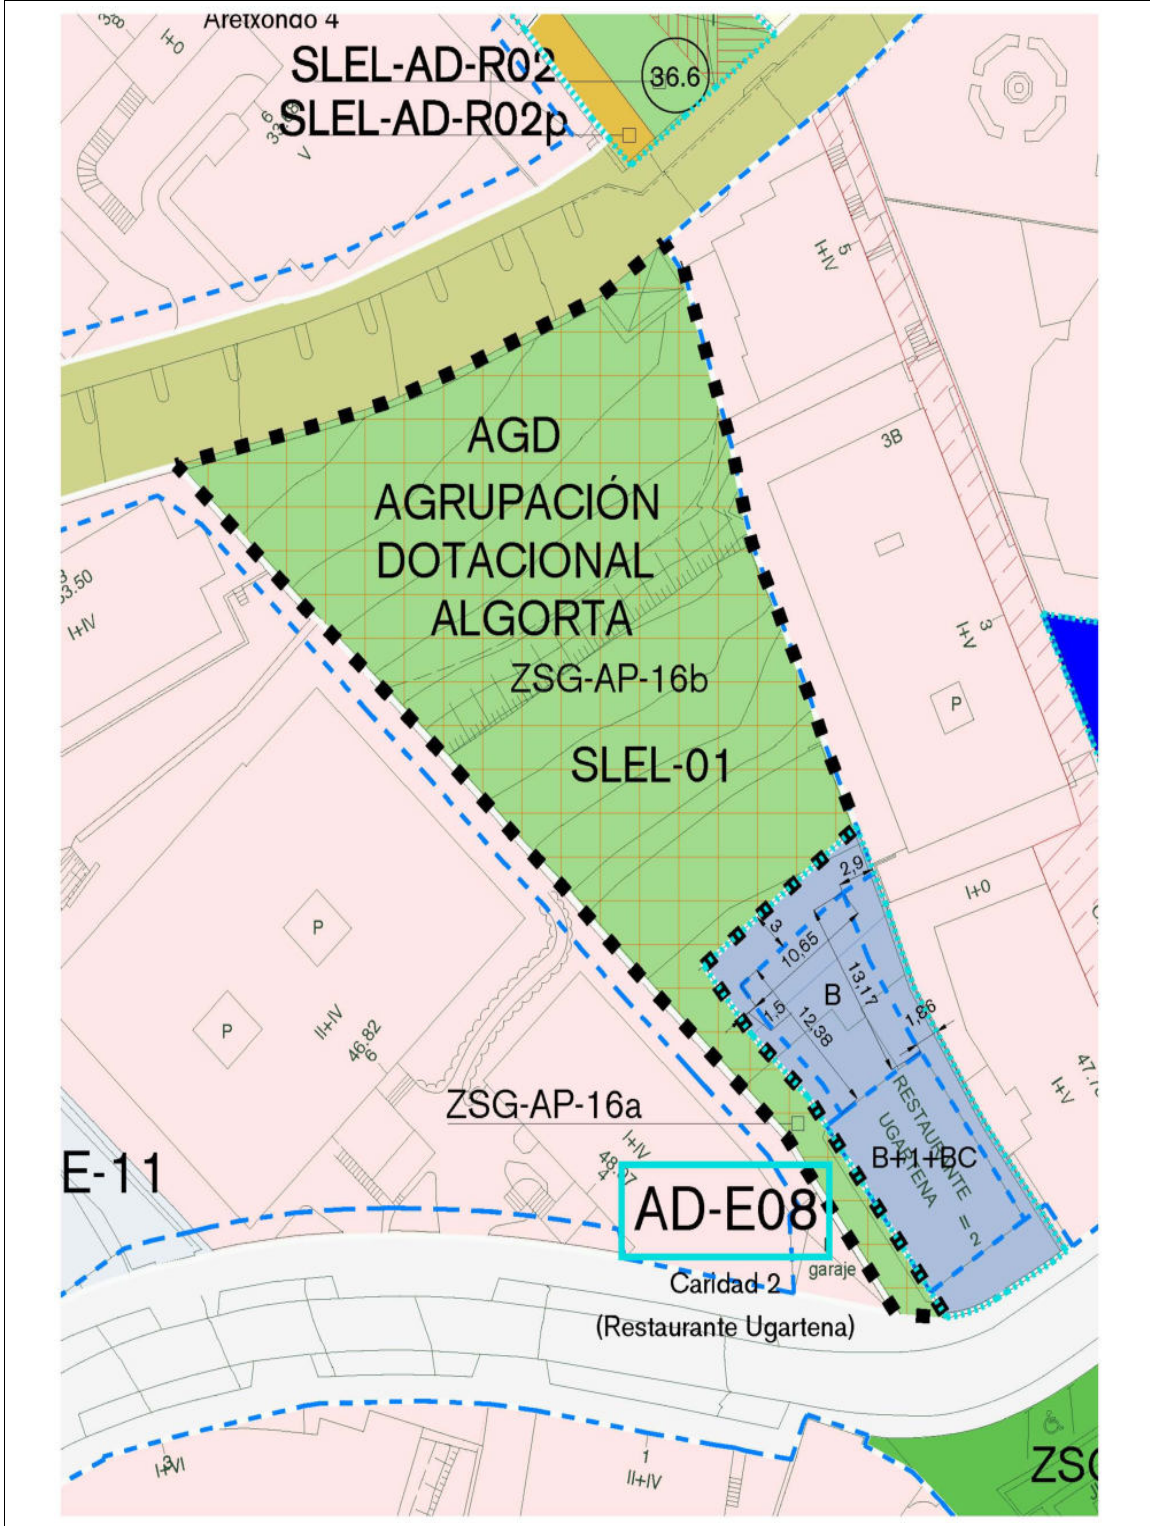 Aretxondo 4
I+0
SLEL-AD-R02
36.6
SLEL-AD-R02p
6
V
5
I+IV
AGD
3B
AGRUPACIÓN
DOTACIONAL
ALGORTA
I+IV
3
I+V
ZSG-AP-16b
P
SLEL-01
2,9
I+0
P
3
10,65
13,17
B
1,5
12,38
1,86
P
II+IV
46.82
6
I+V
RESTAURANTE
UGARTENA
=2
ZSG-AP-16a
I+IV
4
B+1+BC
E-11
AD-E08
garaje
Caridad 2
(Restaurante Ugartena)
1
II+IV